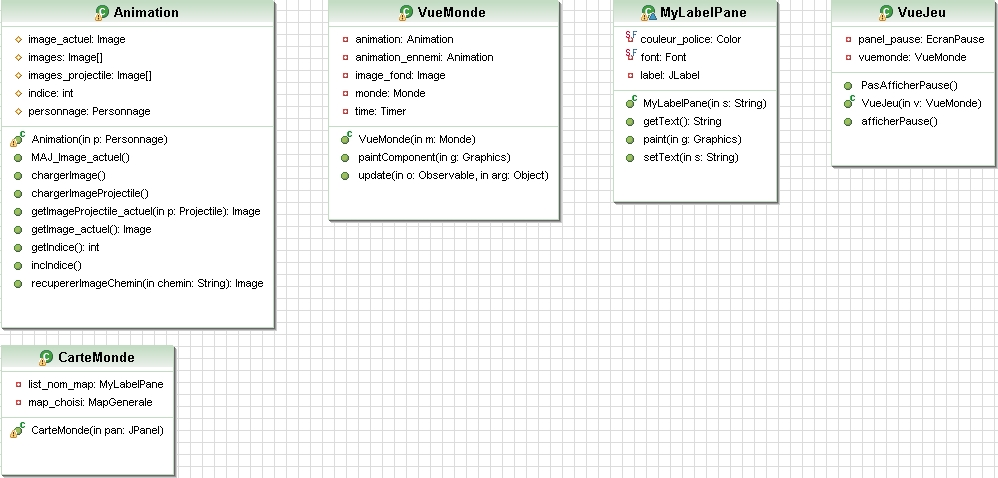 Animation
image_actuel: Image
images: Image[]
images_projectile: Image[]
indice: int
personnage: Personnage
Animation(in p: Personnage)
MAJ_Image_actuel()
chargerImage()
chargerImageProjectile()
getImageProjectile_actuel(in p: Projectile): Image
getImage_actuel(): Image
getIndice(): int
incIndice()
recupererImageChemin(in chemin: String): Image
VueMonde
animation: Animation
animation_ennemi: Animation
image_fond: Image
monde: Monde
time: Timer
VueMonde(in m: Monde)
paintComponent(in g: Graphics)
update(in o: Observable, in arg: Object)
MyLabelPane
couleur_police: Color
font: Font
label: JLabel
MyLabelPane(in s: String)
getText(): String
paint(in g: Graphics)
setText(in s: String)
VueJeu
panel_pause: EcranPause
vuemonde: VueMonde
PasAfficherPause()
VueJeu(in v: VueMonde)
afficherPause()
CarteMonde
list_nom_map: MyLabelPane
map_choisi: MapGenerale
CarteMonde(in pan: JPanel)